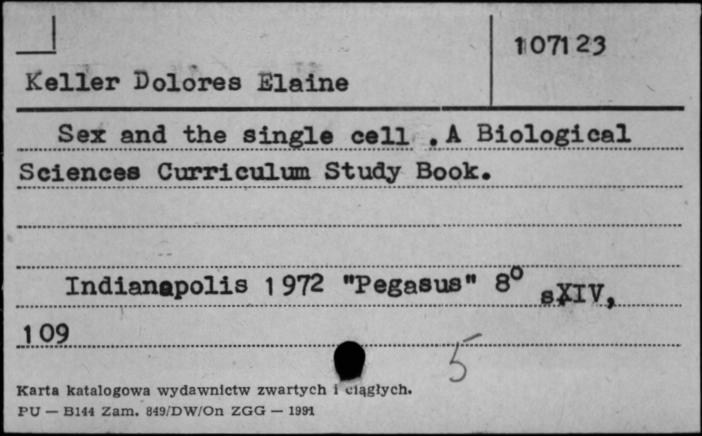 107123
Keller Dolores Elaine
Sex and the single cell . A Biological
Sciences Curriculum Study Book.
Indianapolis 1972 "Pegasus" 8° sXIV,
109
5
Karta katalogowa wydawnictw zwartych i ciągłych.
PU — B144 Zam. 849/DW/On ZGG — 1991